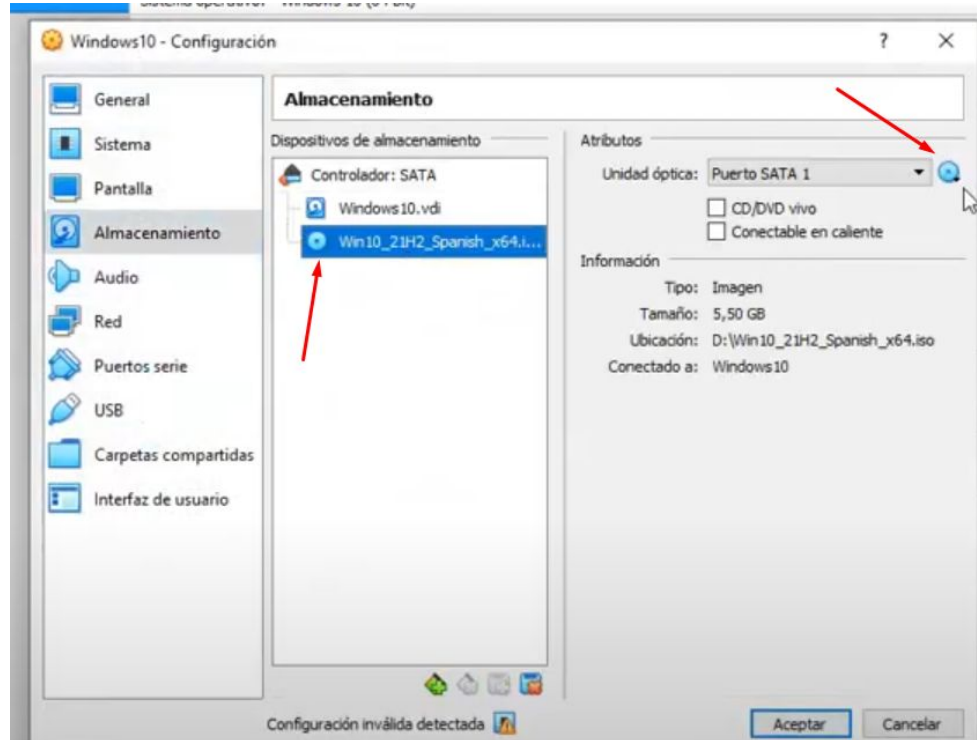 Windows10 - Configuración
?
General
Sistema
Pantalla
Almacenamiento
Audio
Red
Puertos serie
USB
Carpetas compartidas
Interfaz de usuario
Almacenamiento
Dispositivos de almacenamiento
Controlador: SATA
Windows10.vdi
Win10_21H2_Spanish_x64.i...
Atributos
Unidad óptica: Puerto SATA 1
CD/DVD vivo
Conectable en caliente
Información
Tipo: Imagen
Tamaño: 5,50 GB
Ubicación: D:\Win10_21H2_Spanish_x64.iso
Conectado a: Windows10
Configuración inválida detectada
Aceptar
Cancelar